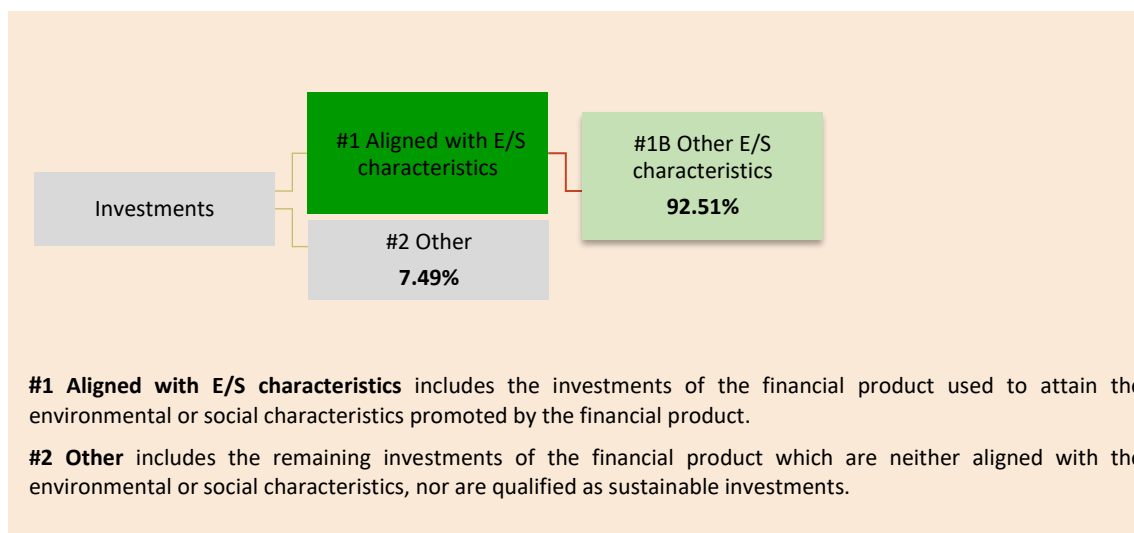 #1 Aligned with E/S
characteristics
#1B Other E/S
characteristics
92.51%
Investments
#2 Other
7.49%
#1 Aligned with E/S characteristics includes the investments of the financial product used to attain the
environmental or social characteristics promoted by the financial product.
#2 Other includes the remaining investments of the financial product which are neither aligned with the
environmental or social characteristics, nor are qualified as sustainable investments.